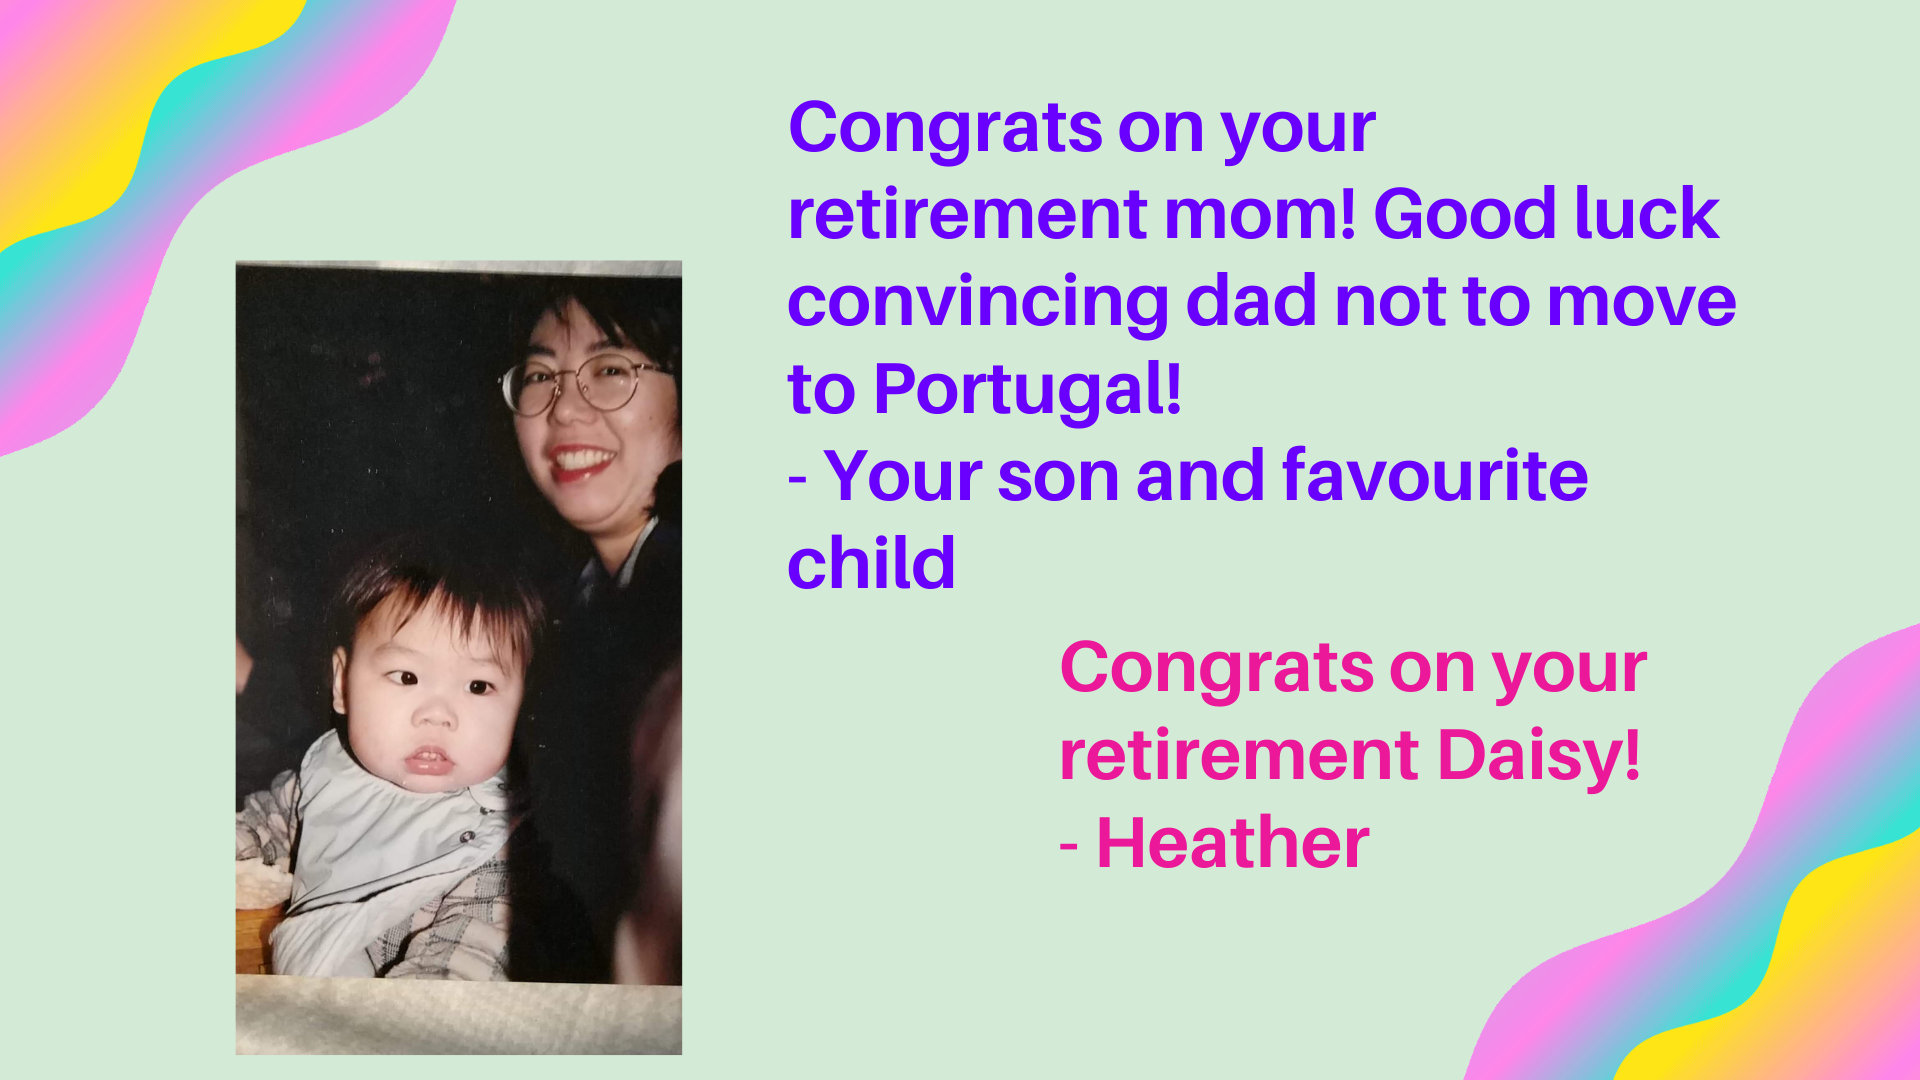 Congrats on your
retirement mom! Good luck
convincing dad not to move
to Portugal!
- Your son and favourite
child
Congrats on your
retirement Daisy!
- Heather